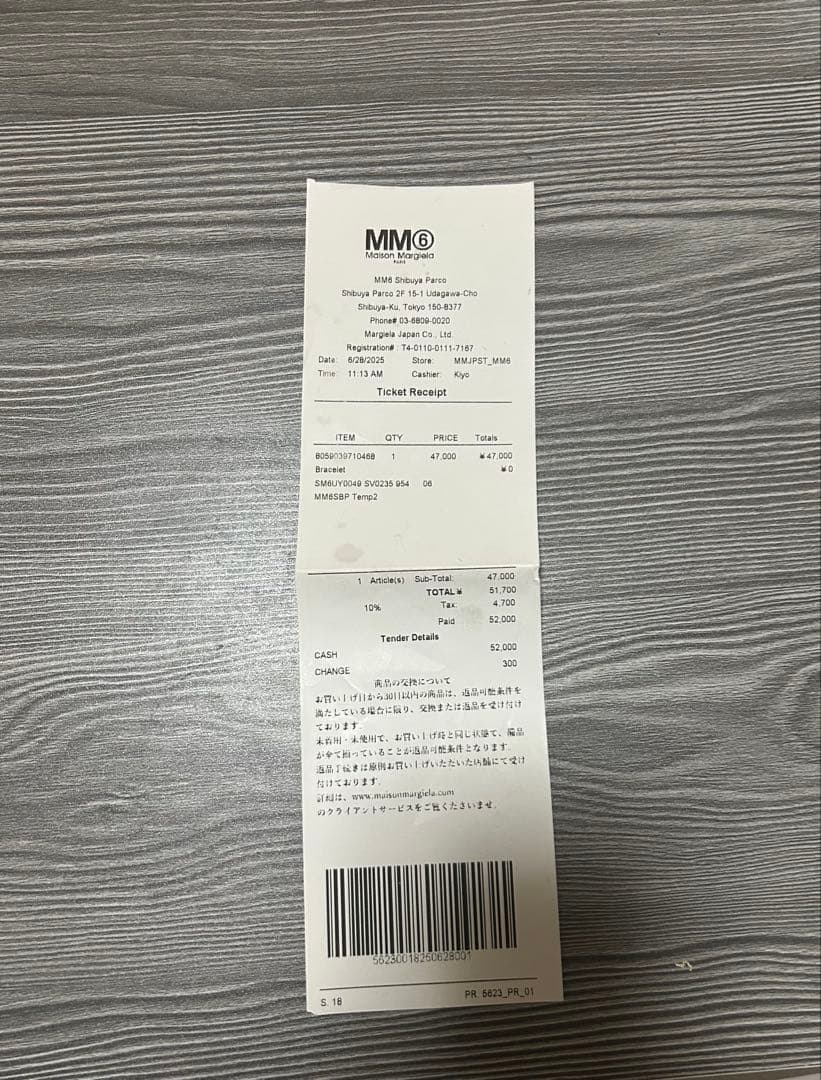 MM⑥
Maison Margiela
PARIS
MM6 Shibuya Parco
Shibuya Parco 2F 15-1 Udagawa-Cho
Shibuya-Ku, Tokyo 150-8377
Phone# 03-6809-0020
Margiela Japan Co., Ltd.
Registration# : T4-0110-0111-7167
Date: 6/28/2025 Store: MMJPST_MM6
Time: 11:13 AM Cashier: Kiyo
Ticket Receipt
ITEM QTY PRICE Totals
8059039710468 1 47,000 ¥47,000
Bracelet ¥0
SM6UY0049 SV0235 954 06
MM6SBP Temp2
1 Article(s) Sub-Total: 47,000
TOTAL¥ 51,700
10% Tax: 4,700
Paid 52,000
Tender Details
CASH 52,000
CHANGE 300
商品の交換について
お買い上げ日から30日以内の商品は、返品可能条件を
満たしている場合に限り、交換または返品を受け付け
ております。
未着用・未使用で、お買い上げ時と同じ状態で、備品
が全て揃っていることが返品可能条件となります。
返品手続きは原則お買い上げいただいた店舗にて受け
付けております。
詳細は、www.maisonmargiela.com
のクライアントサービスをご覧くださいませ。
56230018250628001
S. 18 PR. 5623_PR_01